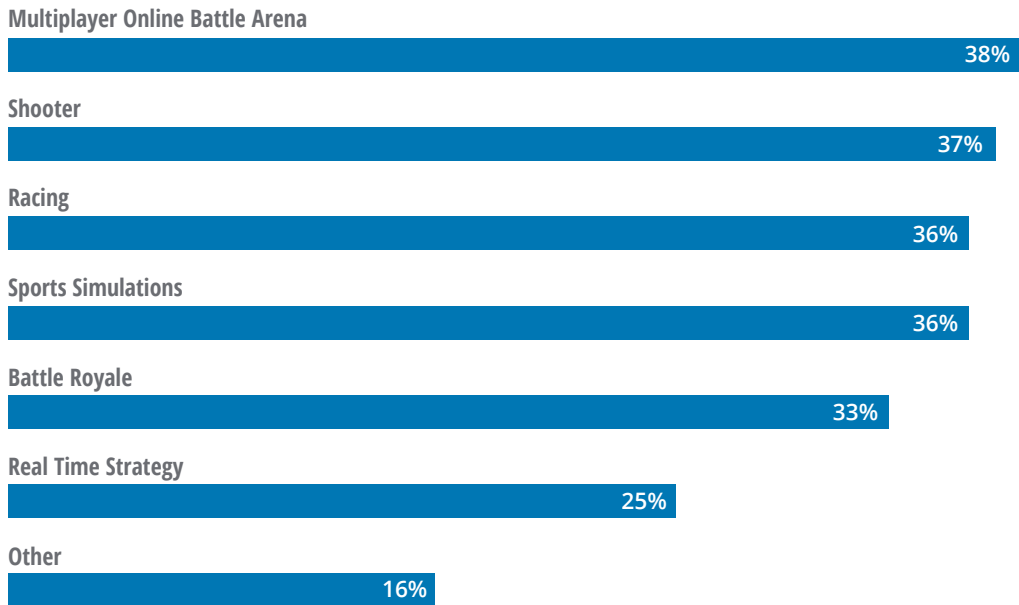 Multiplayer Online Battle Arena
38%
Shooter
37%
Racing
36%
Sports Simulations
36%
Battle Royale
33%
Real Time Strategy
25%
Other
16%